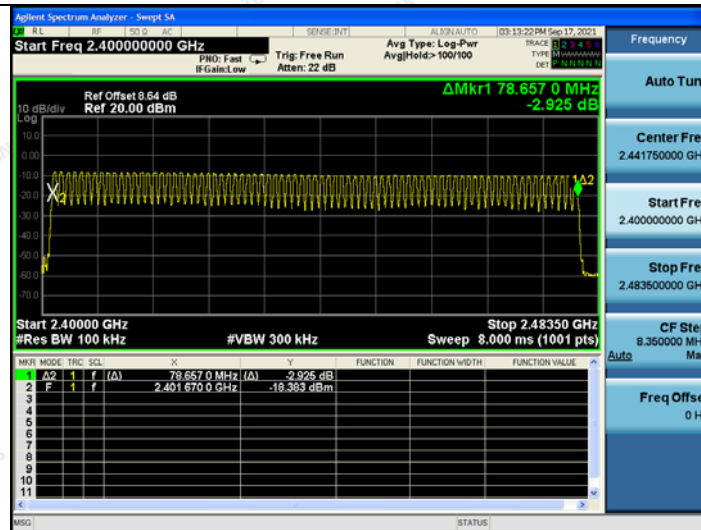 Agilent Spectrum Analyzer - Swept SA
RL RF 50 Ω AC SENSE:INT ALIGN AUTO 03:13:22 PM Sep 17, 2021
Start Freq 2.400000000 GHz
PNO: Fast
IFGain:Low
Trig: Free Run
Atten: 22 dB
Avg Type: Log-Pwr
Avg|Hold:>100/100
TRACE 1 2 3 4 5 6
TYPE M
DET P N N N N N
Ref Offset 8.64 dB
Ref 20.00 dBm
10 dB/div
Log
ΔMkr1 78.657 0 MHz
-2.925 dB
10.0
0.00
-10.0
-20.0
-30.0
-40.0
-50.0
-60.0
-70.0
2
1Δ2
Start 2.40000 GHz
Stop 2.48350 GHz
#Res BW 100 kHz
#VBW 300 kHz
Sweep 8.000 ms (1001 pts)
MKR MODE TRC SCL X Y FUNCTION FUNCTION WIDTH FUNCTION VALUE
1 Δ2 1 f (Δ) 78.657 0 MHz (Δ) -2.925 dB
2 F 1 f 2.401 670 0 GHz -18.383 dBm
3
4
5
6
7
8
9
10
11
MSG
STATUS
Frequency
Auto Tun
Center Fre
2.441750000 GH
Start Fre
2.400000000 GH
Stop Fre
2.483500000 GH
CF Ste
8.350000 MH
Auto Ma
Freq Offse
0 H